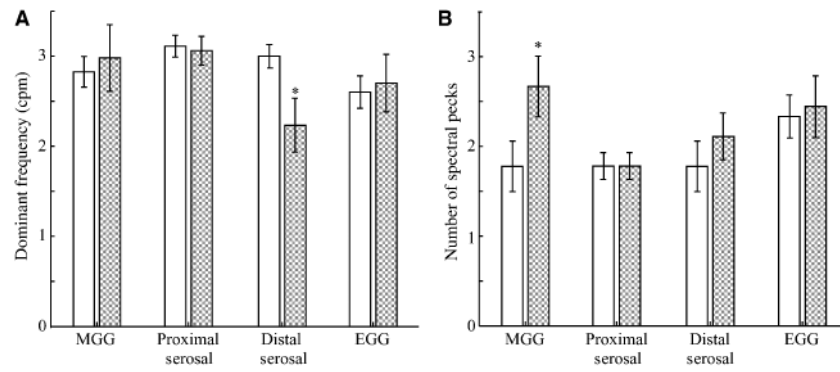 A
Dominant frequency (cpm)
3
2
1
0
MGG
Proximal
serosal
Distal
serosal
EGG
*
B
Number of spectral pecks
3
2
1
0
MGG
Proximal
serosal
Distal
serosal
EGG
*